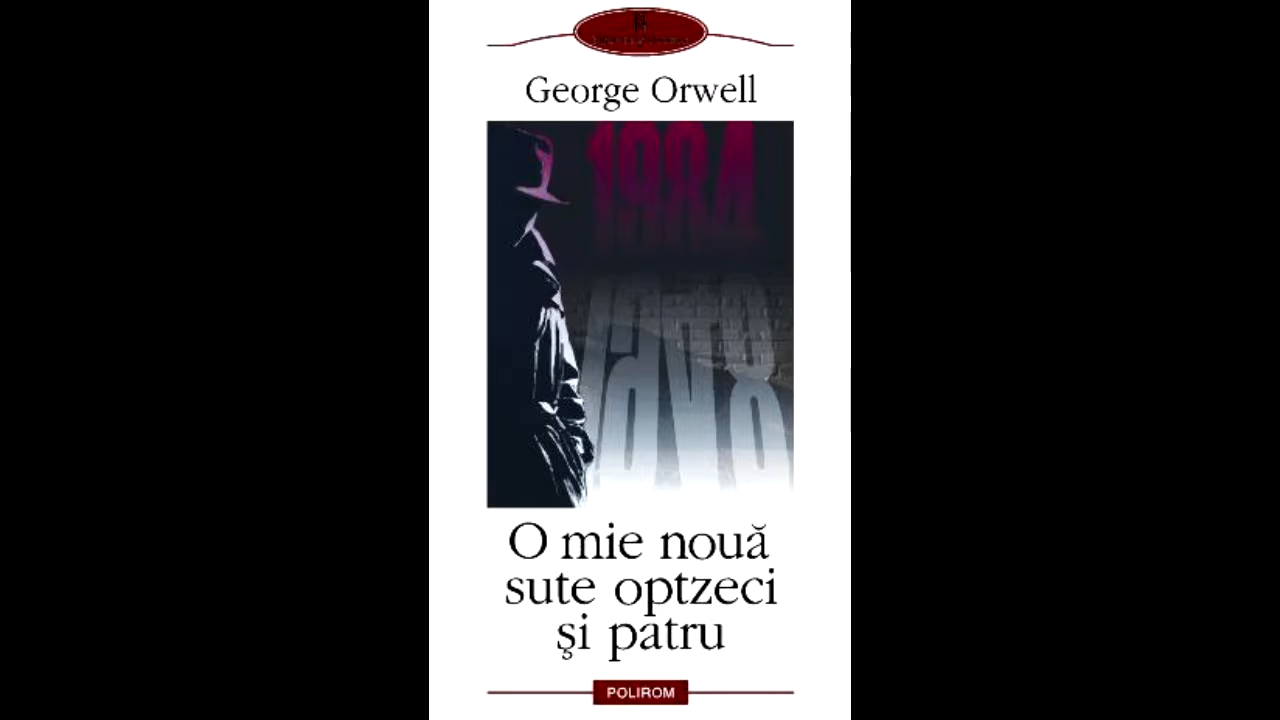 George Orwell
1984
O mie nouă
sute optzeci
şi patru
POLIROM